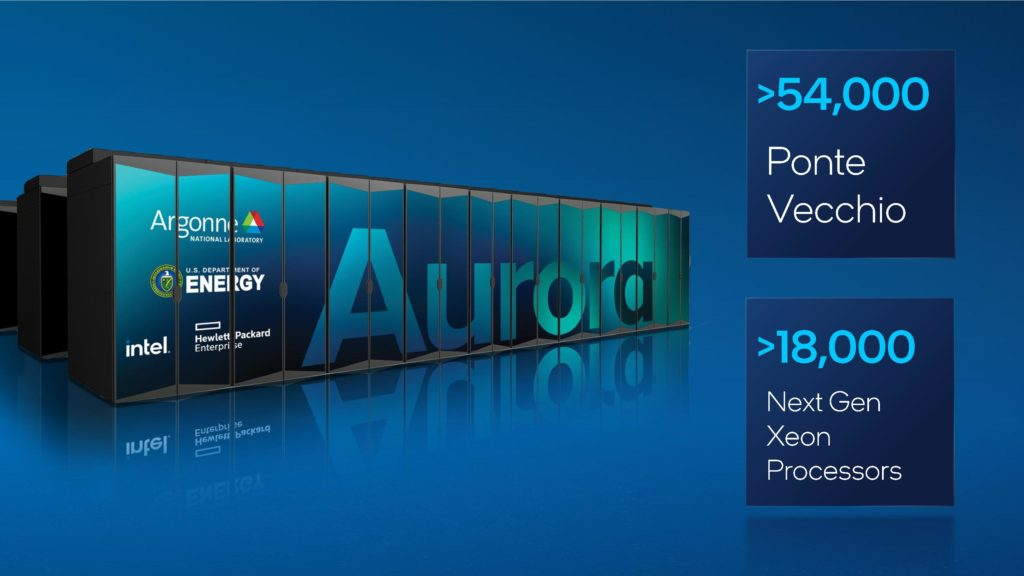 Argonne
NATIONAL LABORATORY
U.S. DEPARTMENT OF
ENERGY
intel.
Hewlett Packard
Enterprise
Aurora
>54,000
Ponte
Vecchio
>18,000
Next Gen
Xeon
Processors